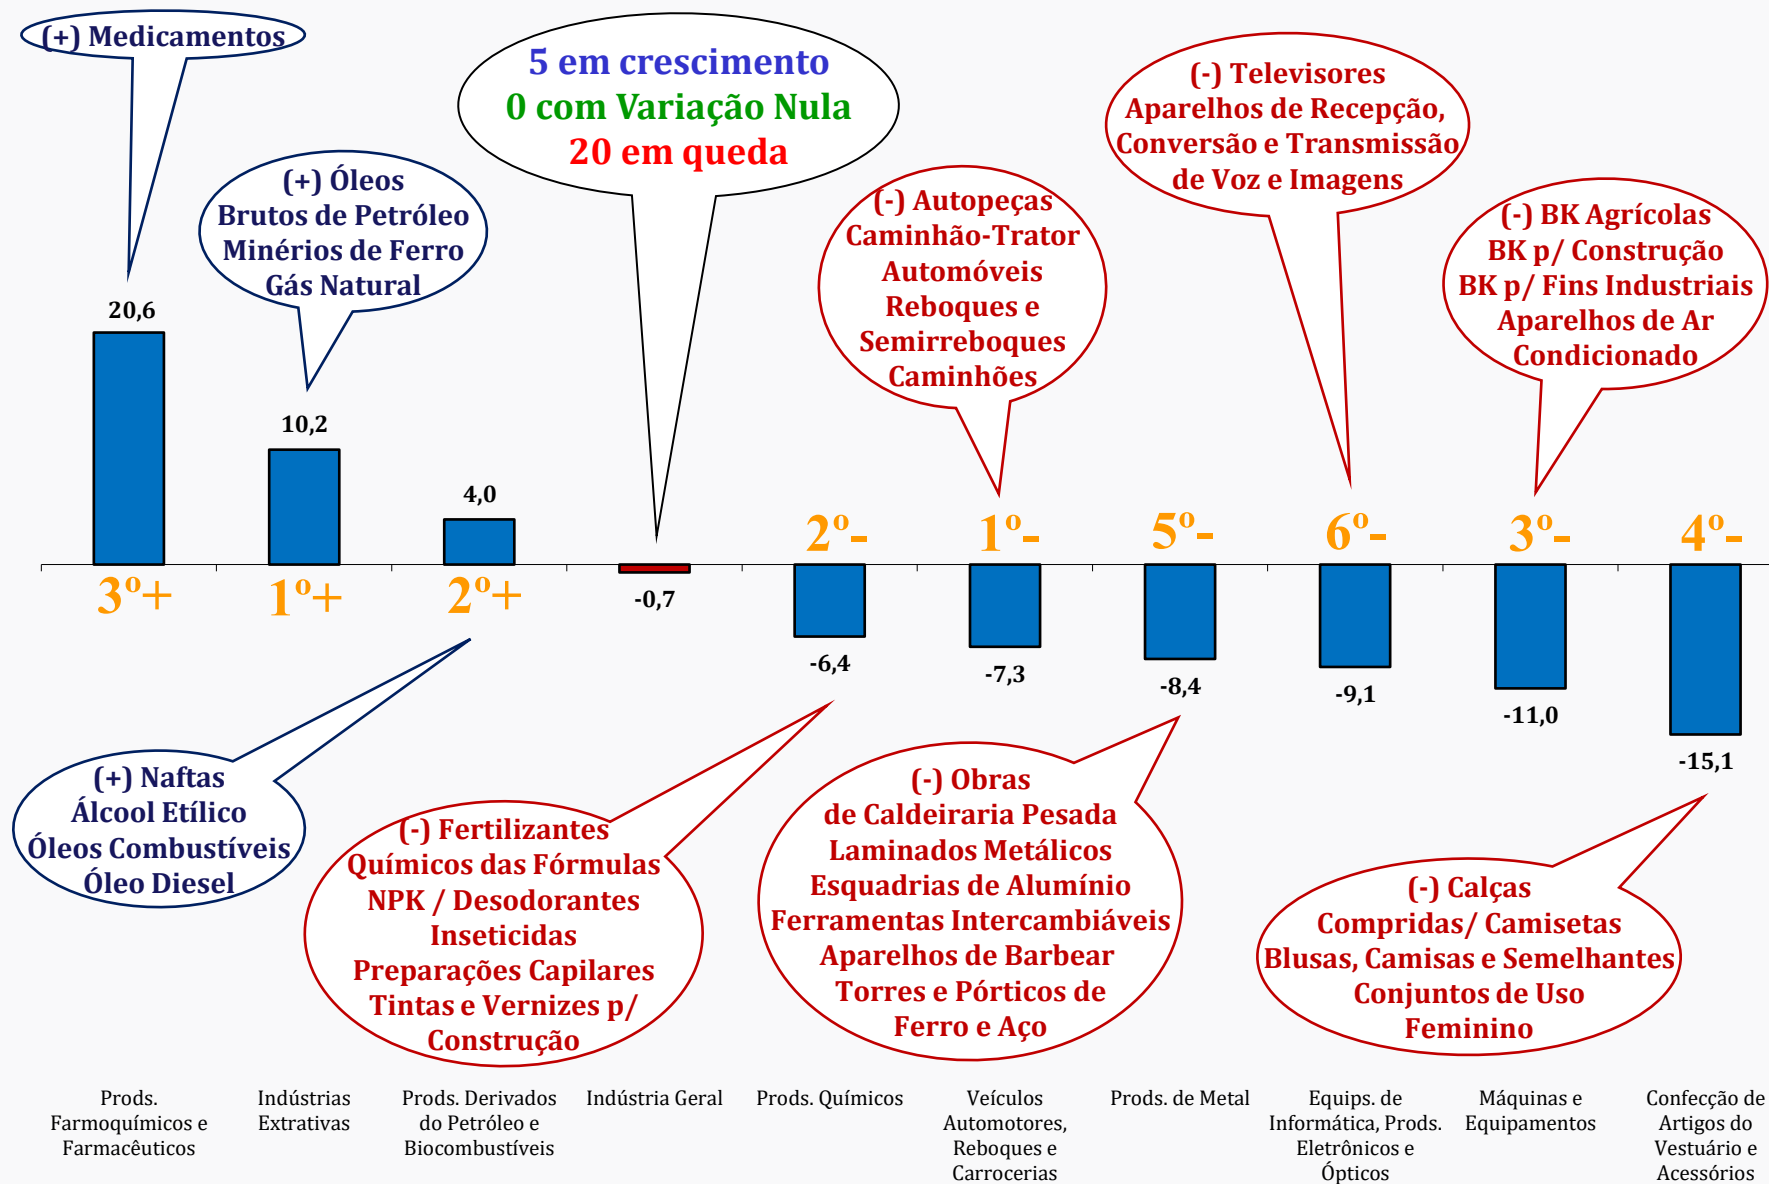 (+) Medicamentos
5 em crescimento
0 com Variação Nula
20 em queda
(+) Óleos
Brutos de Petróleo
Minérios de Ferro
Gás Natural
(-) Autopeças
Caminhão-Trator
Automóveis
Reboques e
Semirreboques
Caminhões
(-) Televisores
Aparelhos de Recepção,
Conversão e Transmissão
de Voz e Imagens
(-) BK Agrícolas
BK p/ Construção
BK p/ Fins Industriais
Aparelhos de Ar
Condicionado
20,6
10,2
4,0
-0,7
-6,4
-7,3
-8,4
-9,1
-11,0
-15,1
3º+
1º+
2º+
2º-
1º-
5º-
6º-
3º-
4º-
(+) Naftas
Álcool Etílico
Óleos Combustíveis
Óleo Diesel
(-) Fertilizantes
Químicos das Fórmulas
NPK / Desodorantes
Inseticidas
Preparações Capilares
Tintas e Vernizes p/
Construção
(-) Obras
de Caldeiraria Pesada
Laminados Metálicos
Esquadrias de Alumínio
Ferramentas Intercambiáveis
Aparelhos de Barbear
Torres e Pórticos de
Ferro e Aço
(-) Calças
Compridas/ Camisetas
Blusas, Camisas e Semelhantes
Conjuntos de Uso
Feminino
Prods.
Farmoquímicos e
Farmacêuticos
Indústrias
Extrativas
Prods. Derivados
do Petróleo e
Biocombustíveis
Indústria Geral
Prods. Químicos
Veículos
Automotores,
Reboques e
Carrocerias
Prods. de Metal
Equips. de
Informática, Prods.
Eletrônicos e
Ópticos
Máquinas e
Equipamentos
Confecção de
Artigos do
Vestuário e
Acessórios